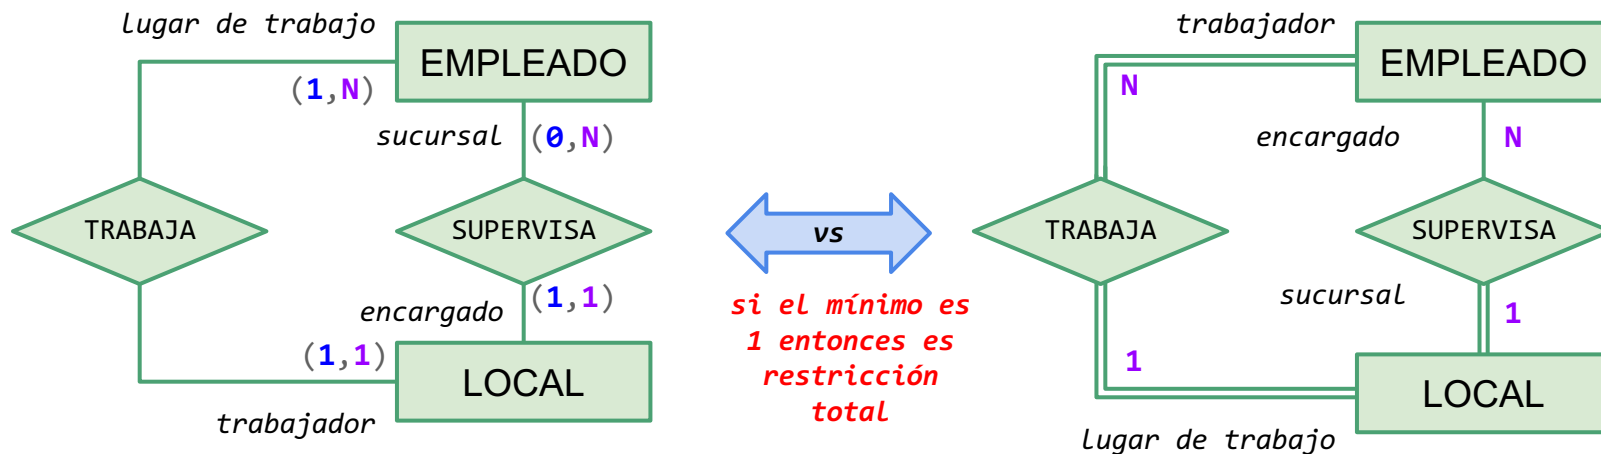 lugar de trabajo
EMPLEADO
(1,N)
sucursal
(0,N)
TRABAJA
SUPERVISA
encargado
(1,1)
(1,1)
LOCAL
trabajador
vs
si el mínimo es
1 entonces es
restricción
total
trabajador
EMPLEADO
N
encargado
N
TRABAJA
SUPERVISA
sucursal
1
1
LOCAL
lugar de trabajo